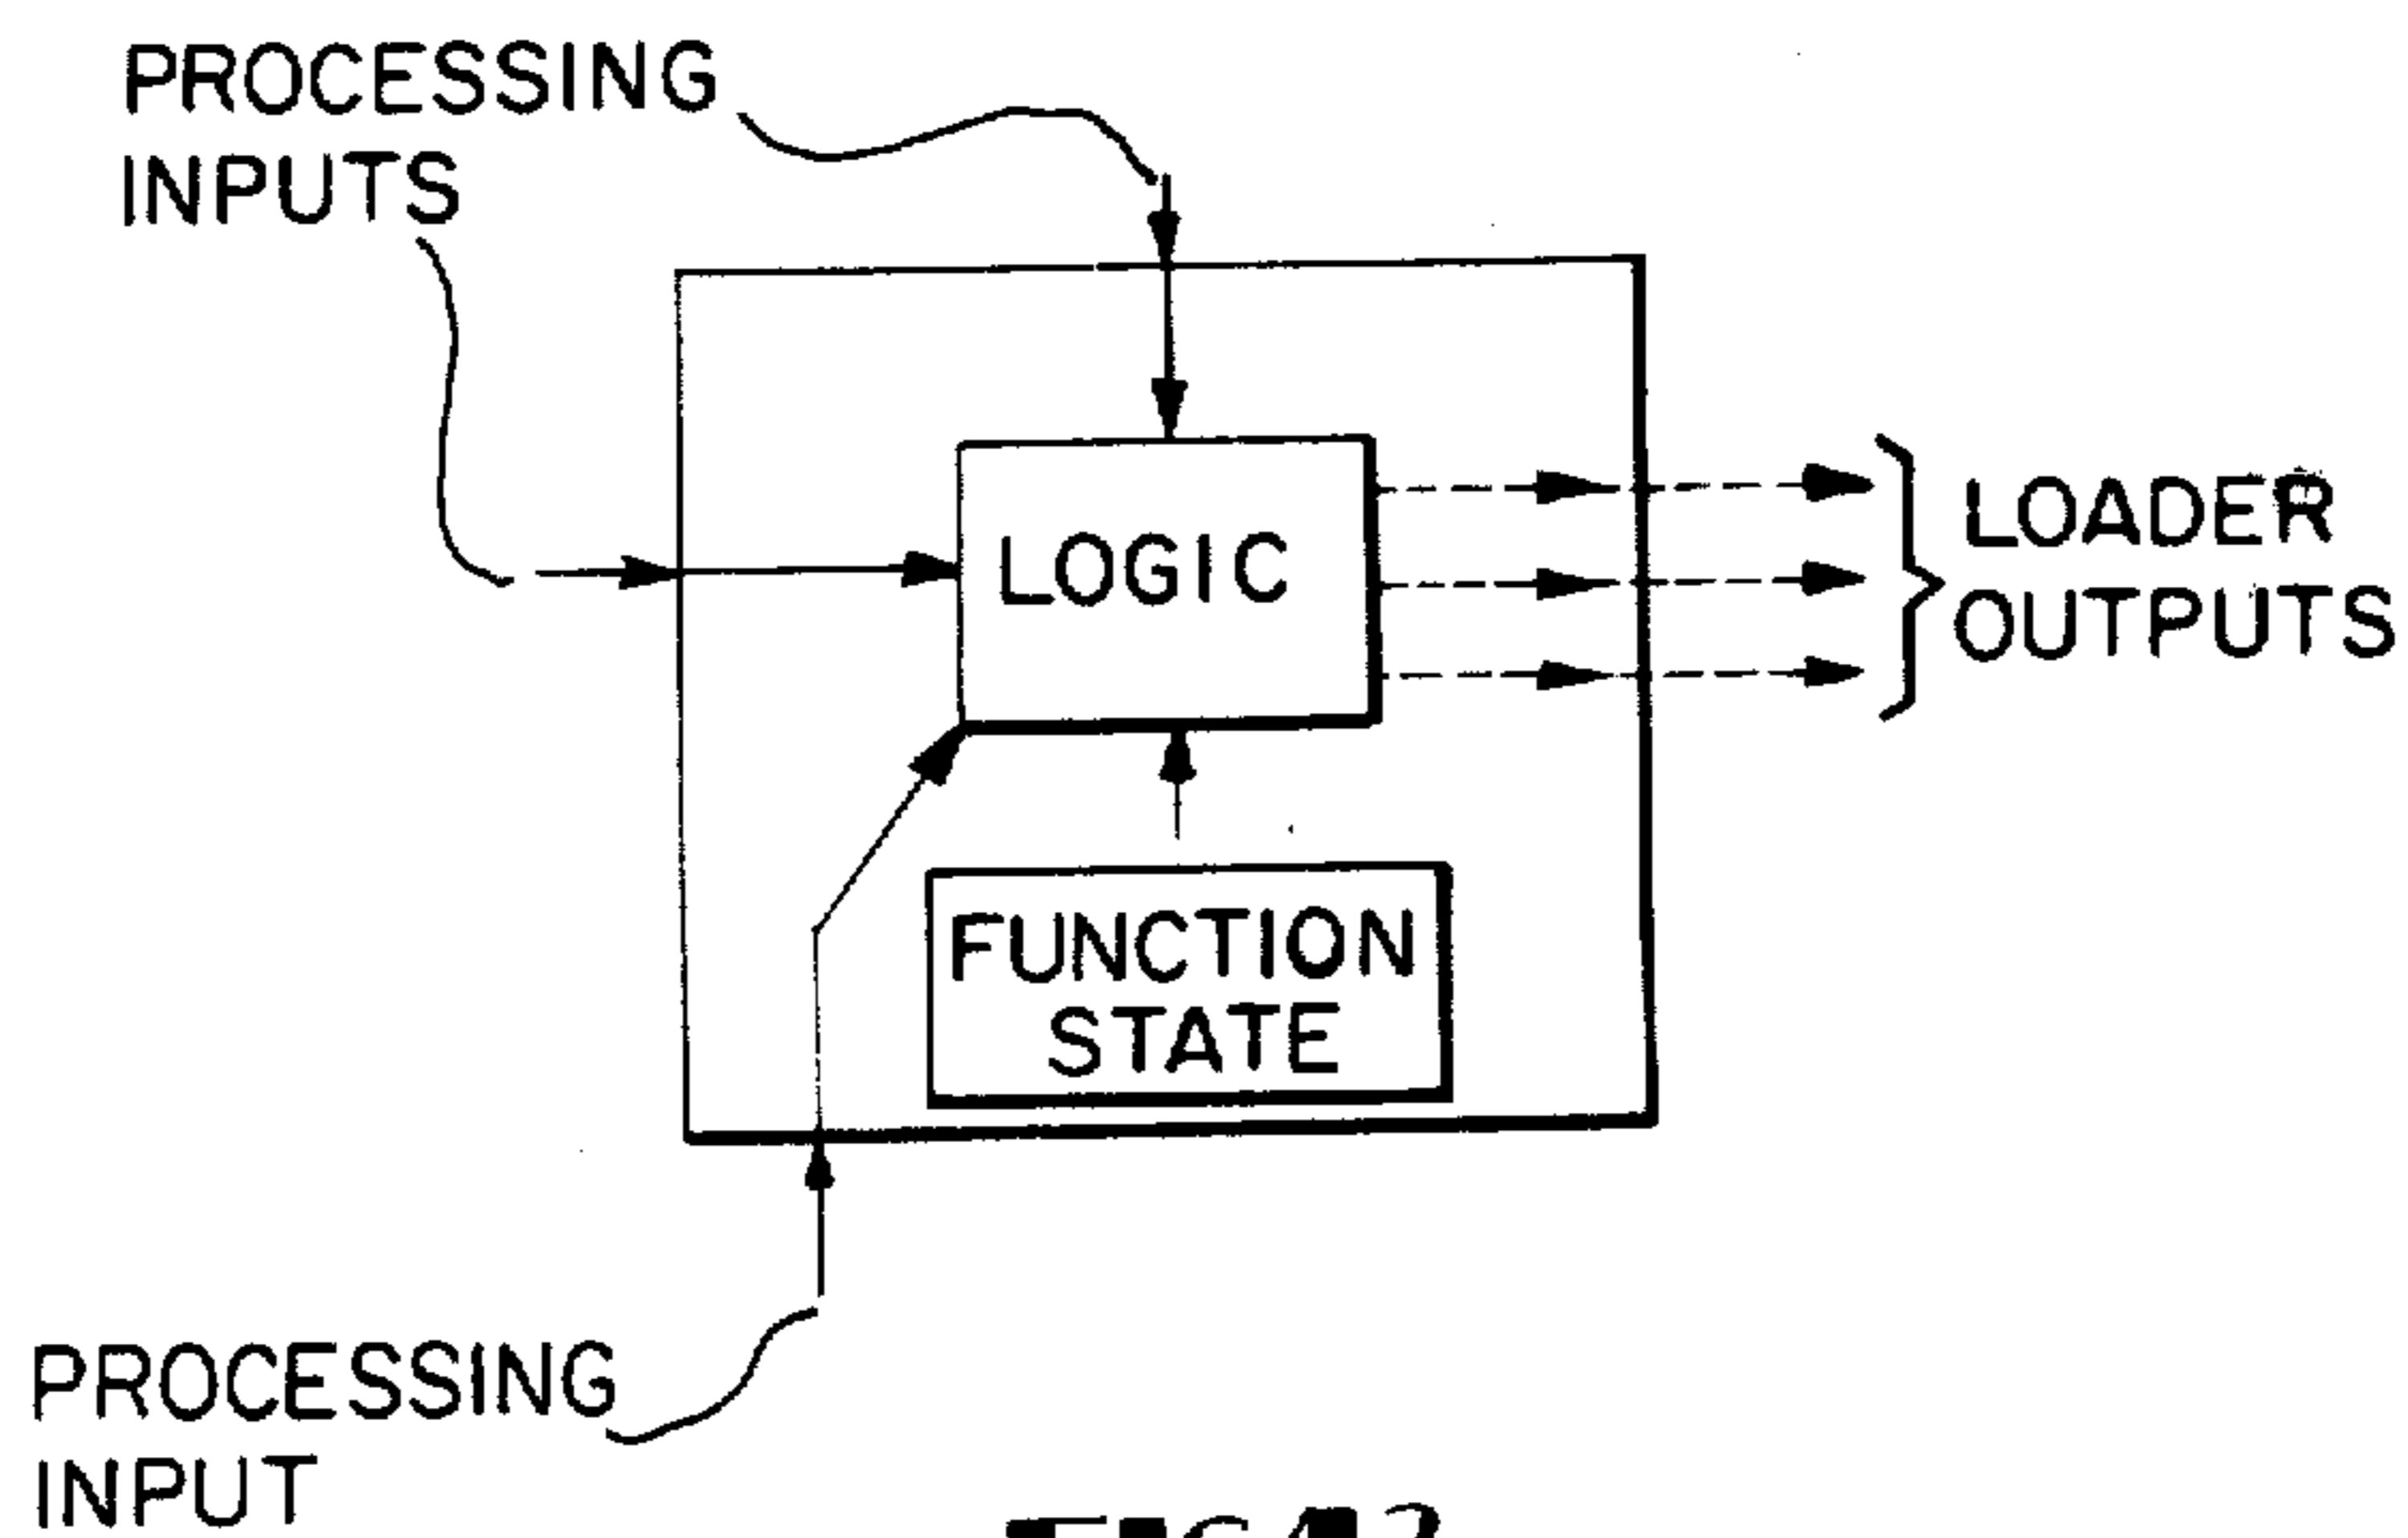 PROCESSING
INPUTS
LOGIC
LOADER
OUTPUTS
FUNCTION
STATE
PROCESSING
INPUT